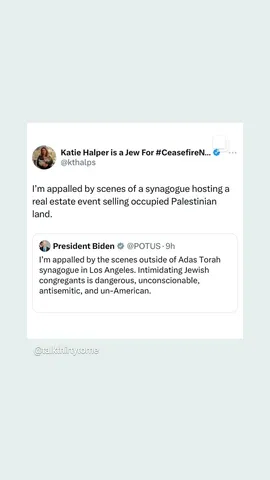 Katie Halper is a Jew For #CeasefireN...
@kthalps
I'm appalled by scenes of a synagogue hosting a
real estate event selling occupied Palestinian
land.
President Biden @POTUS · 9h
I'm appalled by the scenes outside of Adas Torah
synagogue in Los Angeles. Intimidating Jewish
congregants is dangerous, unconscionable,
antisemitic, and un-American.